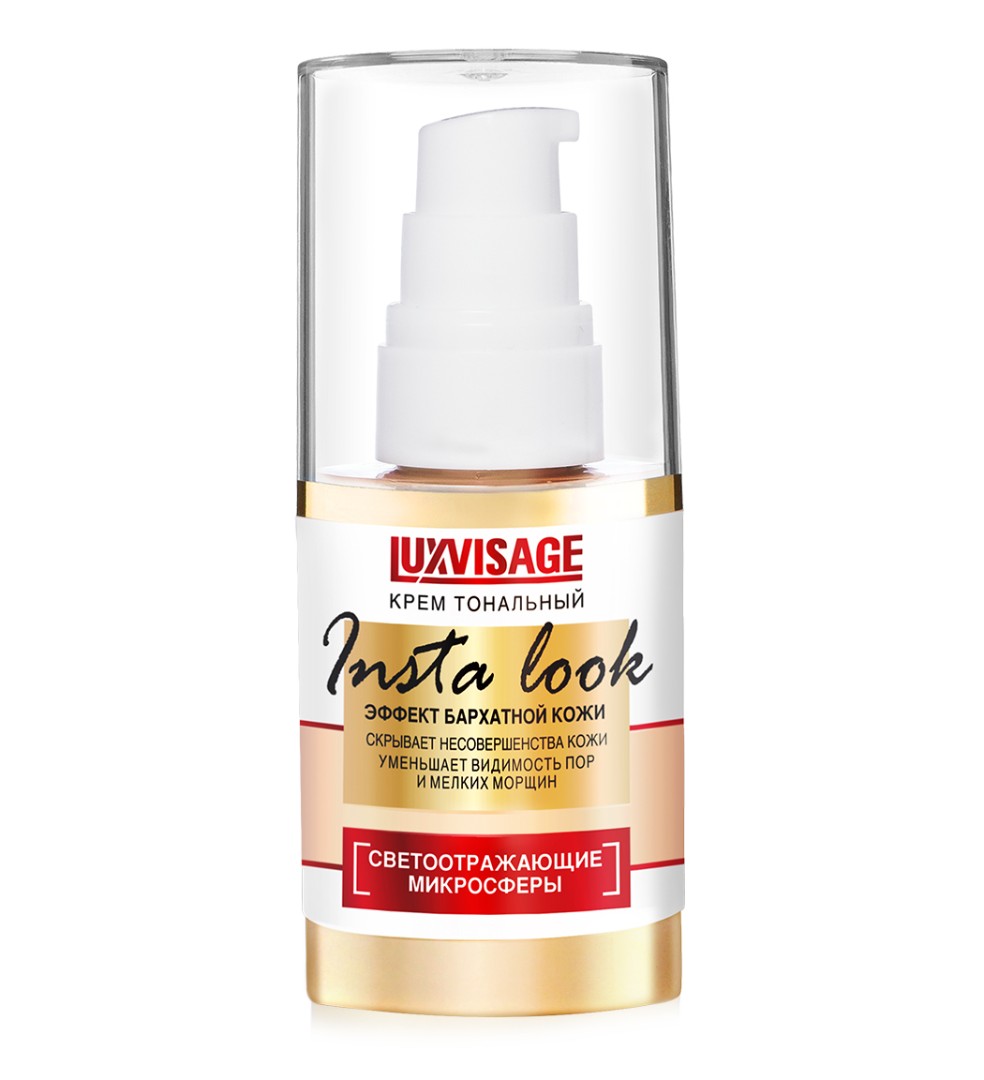 LUXVISAGE
КРЕМ ТОНАЛЬНЫЙ
Insta look
ЭФФЕКТ БАРХАТНОЙ КОЖИ
СКРЫВАЕТ НЕСОВЕРШЕНСТВА КОЖИ
УМЕНЬШАЕТ ВИДИМОСТЬ ПОР
И МЕЛКИХ МОРЩИН
СВЕТООТРАЖАЮЩИЕ
МИКРОСФЕРЫ